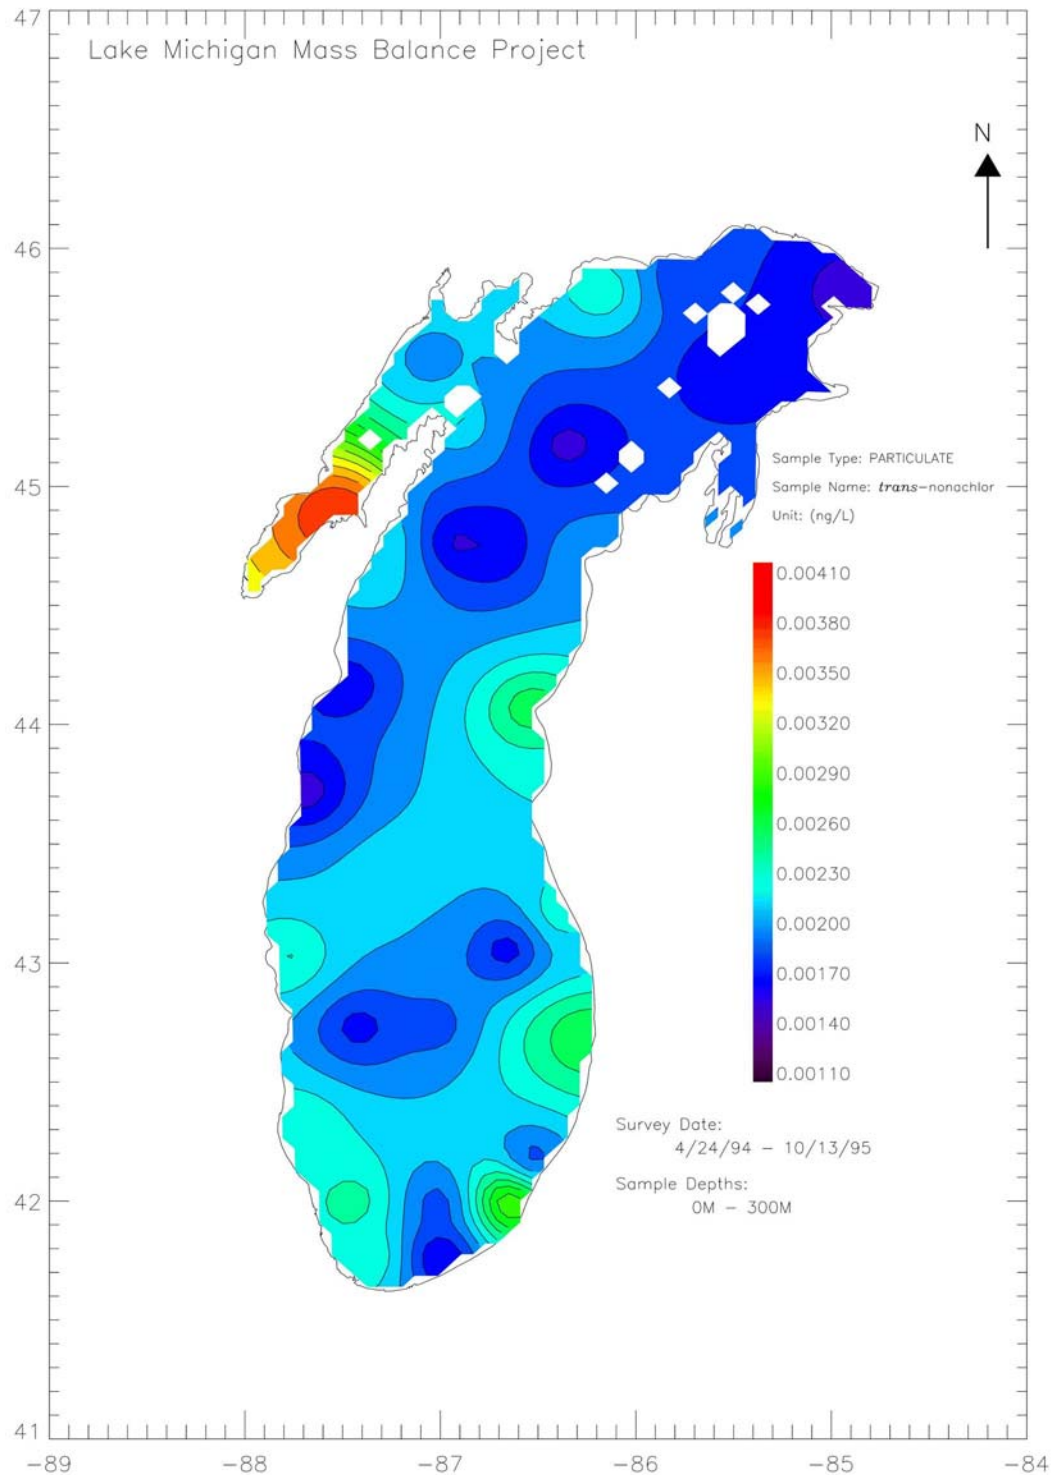 47
Lake Michigan Mass Balance Project
N
46
45
Sample Type: PARTICULATE
Sample Name: trans-nonachlor
Unit: (ng/L)
0.00410
0.00380
0.00350
0.00320
0.00290
0.00260
0.00230
0.00200
0.00170
0.00140
0.00110
44
43
Survey Date:
4/24/94 - 10/13/95
Sample Depths:
0M - 300M
42
41
-89 -88 -87 -86 -85 -84